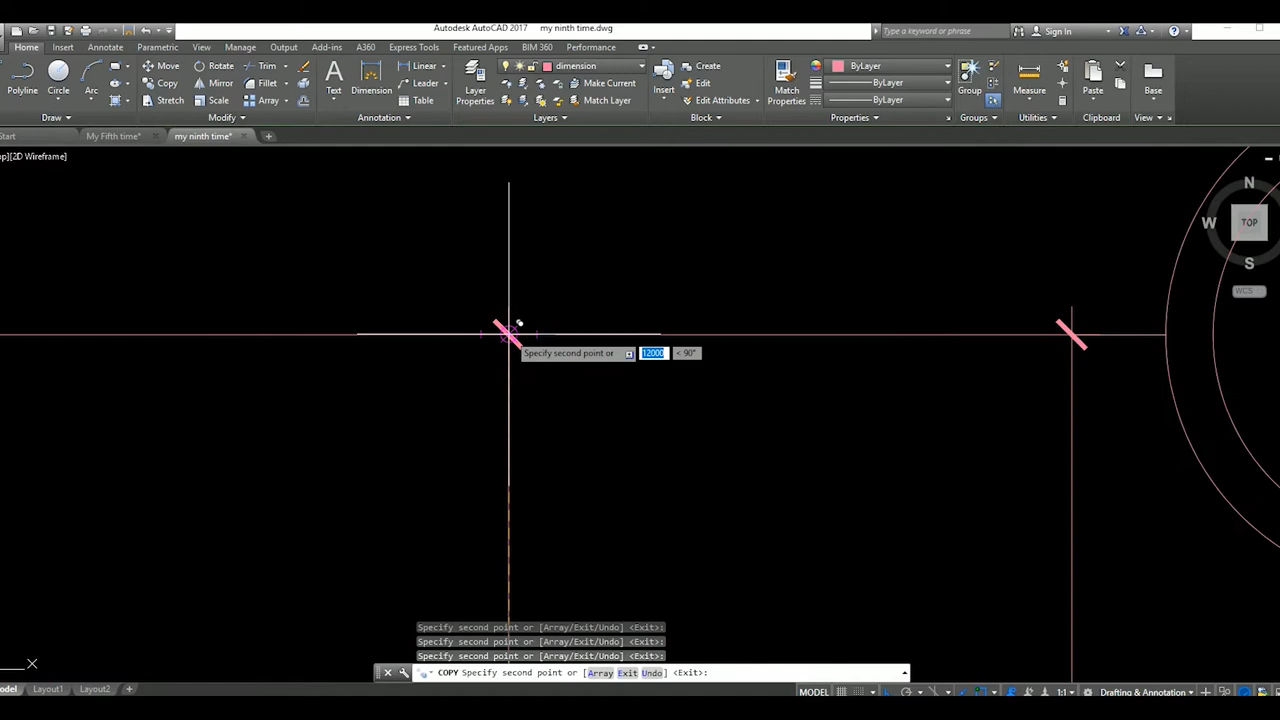 Autodesk AutoCAD 2017 my ninth time.dwg
Type a keyword or phrase
Sign In
Home Insert Annotate Parametric View Manage Output Add-ins A360 Express Tools Featured Apps BIM 360 Performance
Polyline Circle Arc
Move Rotate Trim
Copy Mirror Fillet
Stretch Scale Array
Text Dimension
Linear
Leader
Table
Layer Properties
dimension
Make Current
Match Layer
Insert
Create
Edit
Edit Attributes
Match Properties
ByLayer
ByLayer
ByLayer
Group Measure Paste Base
Draw Modify Annotation Layers Block Properties Groups Utilities Clipboard View
Start My Fifth time* my ninth time*
[2D Wireframe]
N
W TOP
S
WCS
Specify second point or 12000 < 90°
Specify second point or [Array/Exit/Undo] <Exit>:
Specify second point or [Array/Exit/Undo] <Exit>:
Specify second point or [Array/Exit/Undo] <Exit>:
COPY Specify second point or [Array Exit Undo] <Exit>:
Layout1 Layout2
MODEL 1:1 Drafting & Annotation